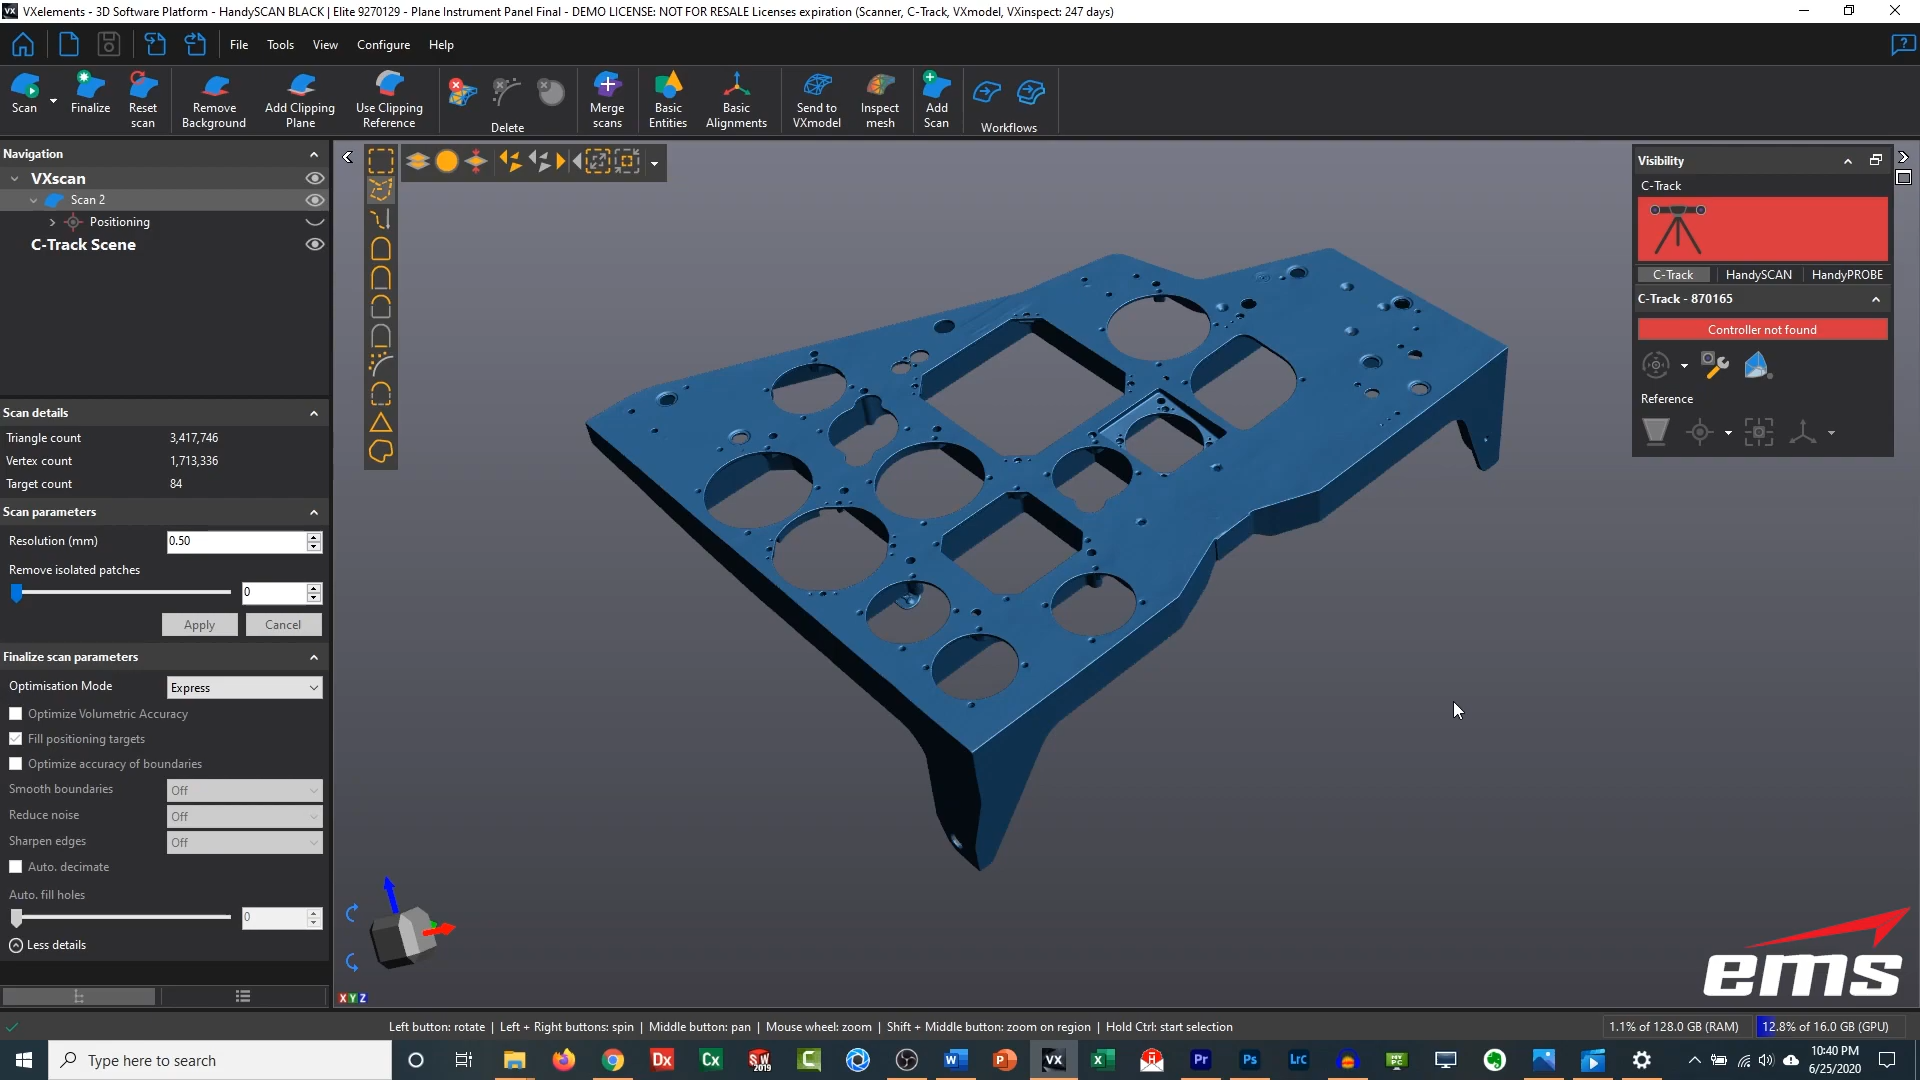 VX VXelements - 3D Software Platform - HandySCAN BLACK | Elite 9270129 - Plane Instrument Panel Final - DEMO LICENSE: NOT FOR RESALE Licenses expiration (Scanner, C-Track, VXmodel, VXinspect: 247 days)
File Tools View Configure Help
Scan Finalize Reset scan Remove Background Add Clipping Plane Use Clipping Reference Delete Merge scans Basic Entities Basic Alignments Send to VXmodel Inspect mesh Add Scan Workflows
Navigation
VXscan
Scan 2
Positioning
C-Track Scene
Scan details
Triangle count 3,417,746
Vertex count 1,713,336
Target count 84
Scan parameters
Resolution (mm) 0.50
Remove isolated patches
0
Apply Cancel
Finalize scan parameters
Optimisation Mode Express
Optimize Volumetric Accuracy
Fill positioning targets
Optimize accuracy of boundaries
Smooth boundaries Off
Reduce noise Off
Sharpen edges Off
Auto. decimate
Auto. fill holes
0
Less details
Visibility
C-Track
C-Track HandySCAN HandyPROBE
C-Track - 870165
Controller not found
Reference
X Y Z
ems
Left button: rotate | Left + Right buttons: spin | Middle button: pan | Mouse wheel: zoom | Shift + Middle button: zoom on region | Hold Ctrl: start selection
1.1% of 128.0 GB (RAM) 12.8% of 16.0 GB (GPU)
Type here to search
Dx Cx SW 2019 C W P VX X Pr Ps Lrc
10:40 PM
6/25/2020